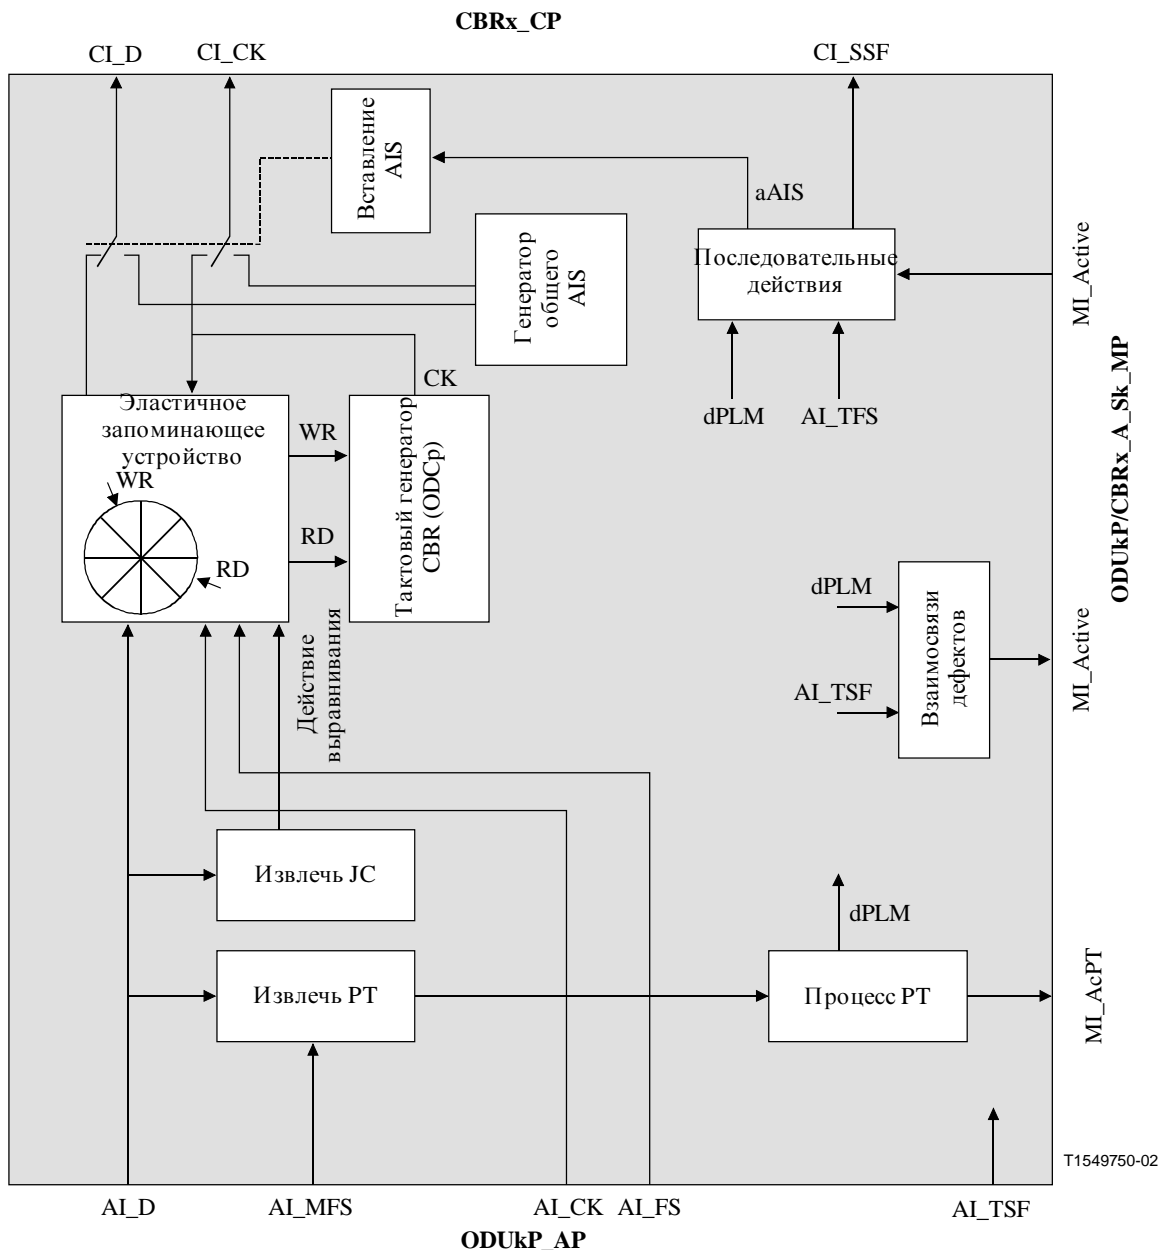 CBRx_CP
CI_D
CI_CK
CI_SSF
Вставление
AIS
aAIS
Генератор
общего
AIS
Последовательные
действия
MI_Active
dPLM
AI_TFS
ODUkP/CBRx_A_Sk_MP
CK
Эластичное
запоминающее
устройство
WR
RD
WR
RD
Тактовый генератор
CBR (ODCp)
Действие
выравнивания
dPLM
AI_TSF
Взаимосвязи
дефектов
MI_Active
Извлечь JC
dPLM
Извлечь PT
Процесс PT
MI_AcPT
T1549750-02
AI_D
AI_MFS
AI_CK
AI_FS
AI_TSF
ODUkP_AP